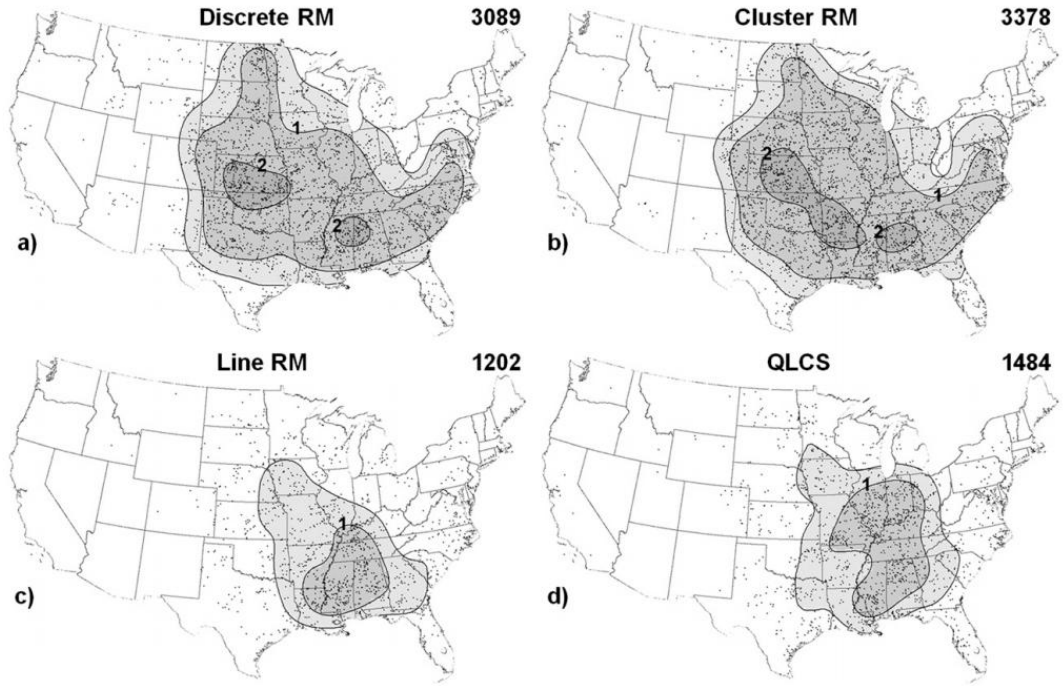 Discrete RM 3089
1
2
2
a)
Cluster RM 3378
2
1
2
b)
Line RM 1202
1
c)
QLCS 1484
1
d)